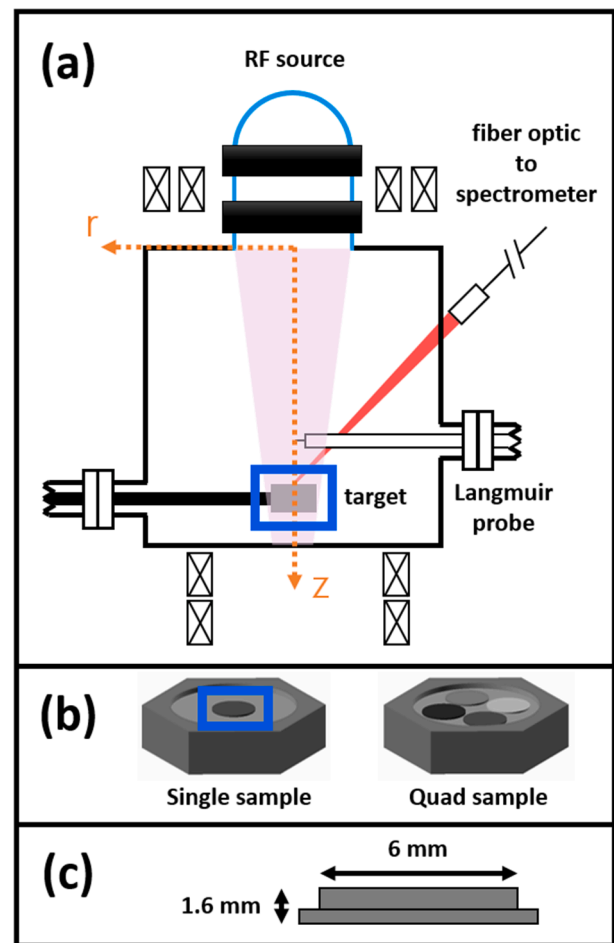 (a)
RF source
fiber optic
to
spectrometer
r
target
Langmuir
probe
z
(b)
Single sample
Quad sample
(c)
6 mm
1.6 mm